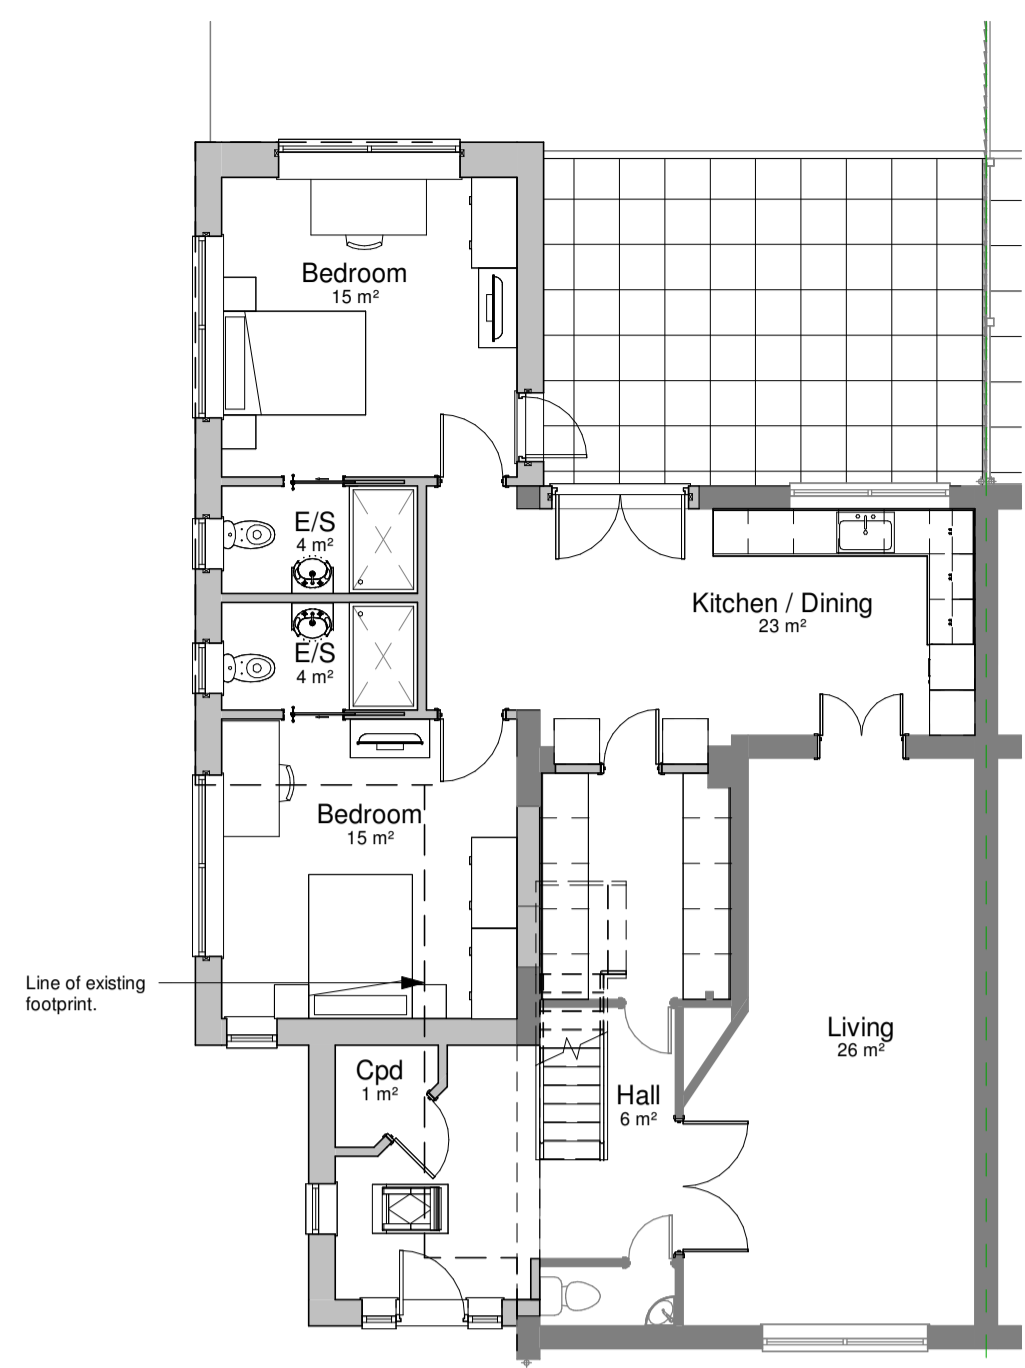 Bedroom
15 m²
E/S
4 m²
Kitchen / Dining
23 m²
E/S
4 m²
Bedroom
15 m²
Line of existing
footprint.
Living
26 m²
Cpd
1 m²
Hall
6 m²